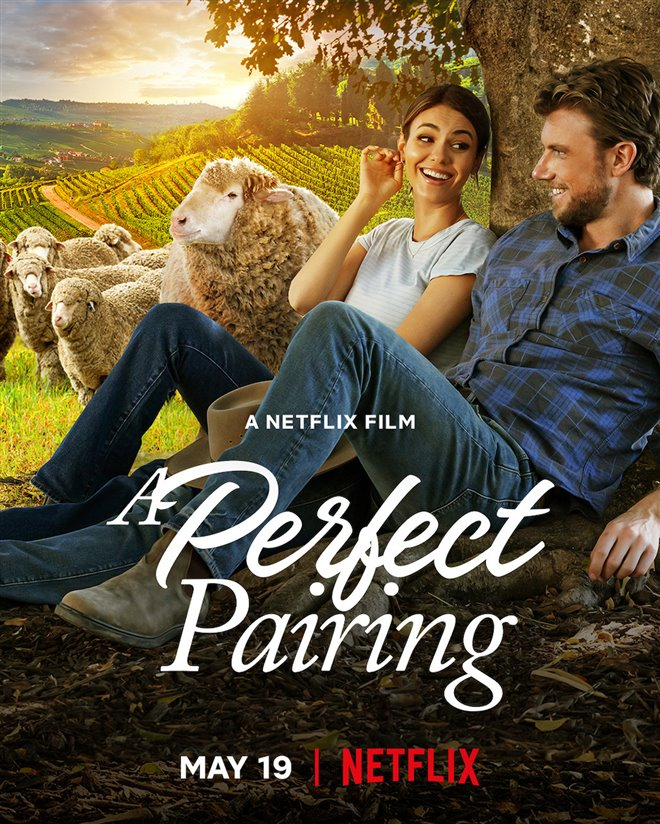 A NETFLIX FILM
A Perfect
Pairing
MAY 19 | NETFLIX